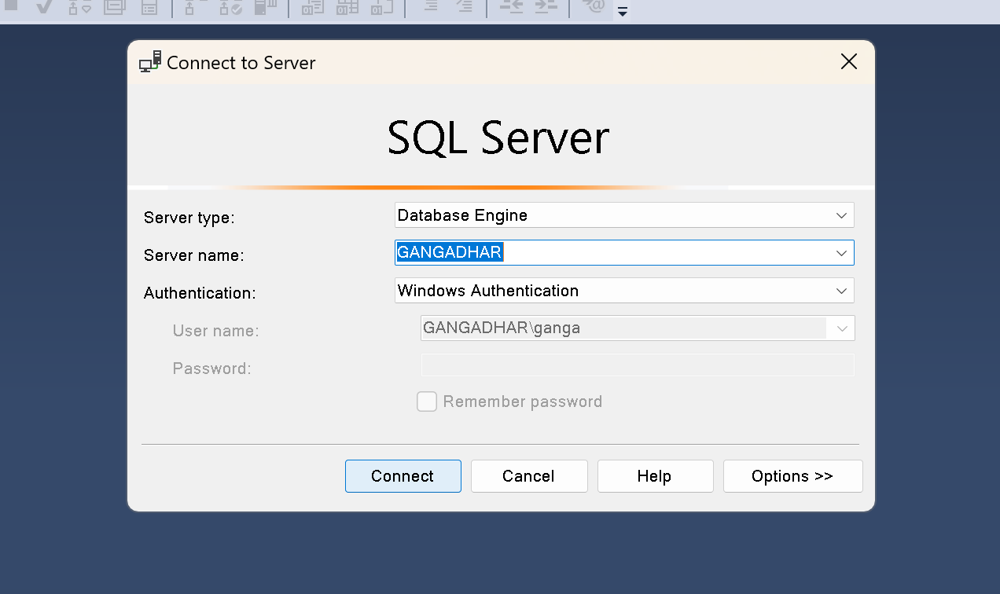 Connect to Server
SQL Server
Server type: Database Engine
Server name: GANGADHAR
Authentication: Windows Authentication
User name: GANGADHAR\ganga
Password:
Remember password
Connect Cancel Help Options >>